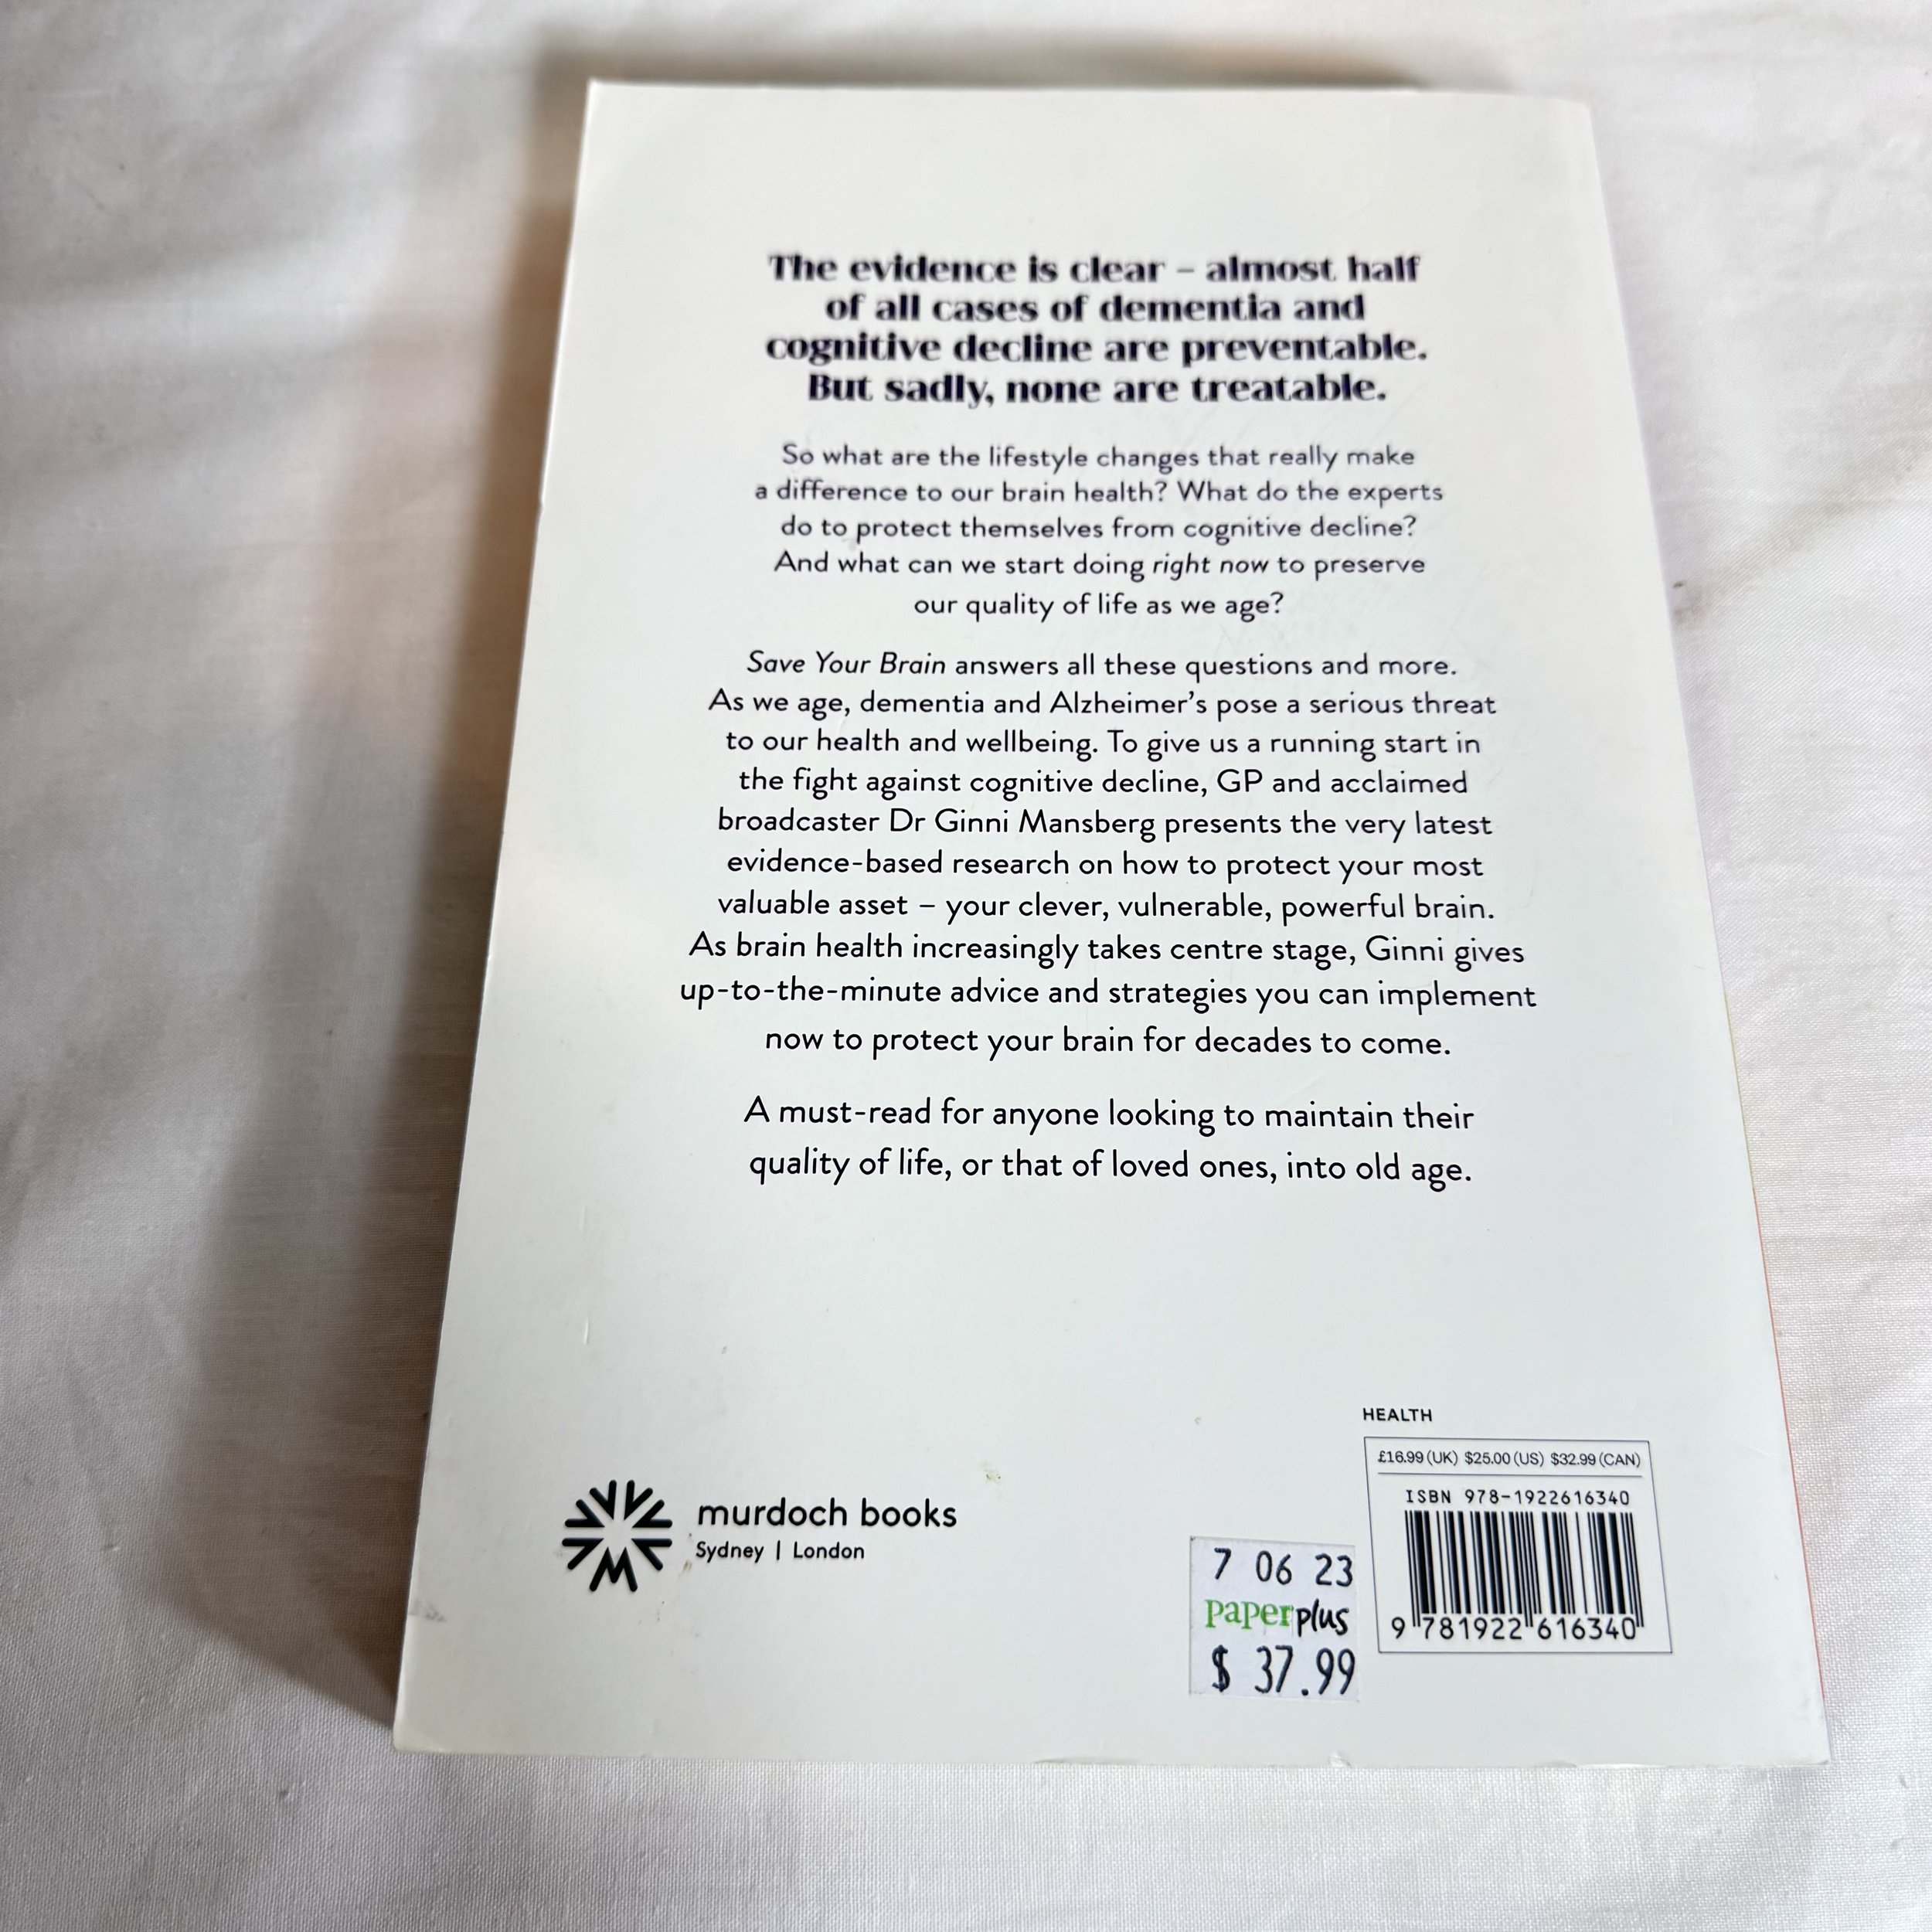 The evidence is clear – almost half
of all cases of dementia and
cognitive decline are preventable.
But sadly, none are treatable.
So what are the lifestyle changes that really make
a difference to our brain health? What do the experts
do to protect themselves from cognitive decline?
And what can we start doing right now to preserve
our quality of life as we age?
Save Your Brain answers all these questions and more.
As we age, dementia and Alzheimer's pose a serious threat
to our health and wellbeing. To give us a running start in
the fight against cognitive decline, GP and acclaimed
broadcaster Dr Ginni Mansberg presents the very latest
evidence-based research on how to protect your most
valuable asset – your clever, vulnerable, powerful brain.
As brain health increasingly takes centre stage, Ginni gives
up-to-the-minute advice and strategies you can implement
now to protect your brain for decades to come.
A must-read for anyone looking to maintain their
quality of life, or that of loved ones, into old age.
murdoch books
Sydney | London
7 06 23
paperplus
$ 37.99
HEALTH
£16.99 (UK) $25.00 (US) $32.99 (CAN)
ISBN 978-1922616340
9 781922 616340